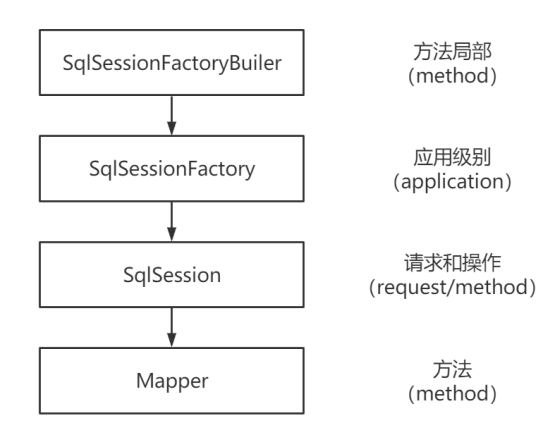 SqlSessionFactoryBuiler
方法局部
(method)
SqlSessionFactory
应用级别
(application)
SqlSession
请求和操作
(request/method)
Mapper
方法
(method)